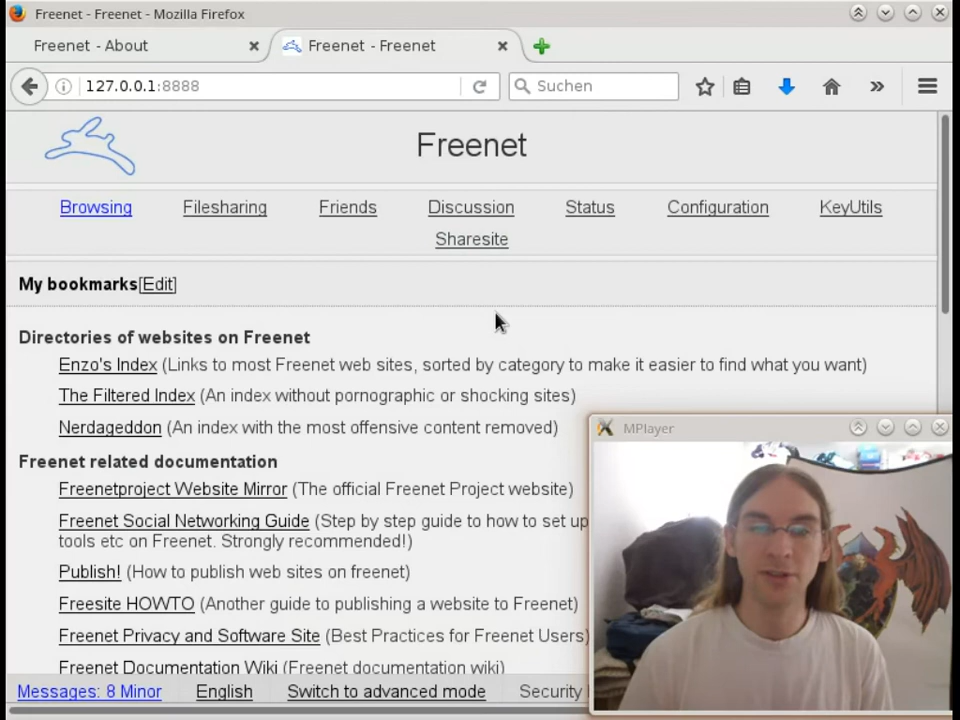 Freenet - Freenet - Mozilla Firefox
Freenet - About
Freenet - Freenet
127.0.0.1:8888
Suchen
Freenet
Browsing Filesharing Friends Discussion Status Configuration KeyUtils
Sharesite
My bookmarks[Edit]
Directories of websites on Freenet
Enzo's Index (Links to most Freenet web sites, sorted by category to make it easier to find what you want)
The Filtered Index (An index without pornographic or shocking sites)
Nerdageddon (An index with the most offensive content removed)
MPlayer
Freenet related documentation
Freenetproject Website Mirror (The official Freenet Project website)
Freenet Social Networking Guide (Step by step guide to how to set up
tools etc on Freenet. Strongly recommended!)
Publish! (How to publish web sites on freenet)
Freesite HOWTO (Another guide to publishing a website to Freenet)
Freenet Privacy and Software Site (Best Practices for Freenet Users)
Freenet Documentation Wiki (Freenet documentation wiki)
Messages: 8 Minor English Switch to advanced mode Security